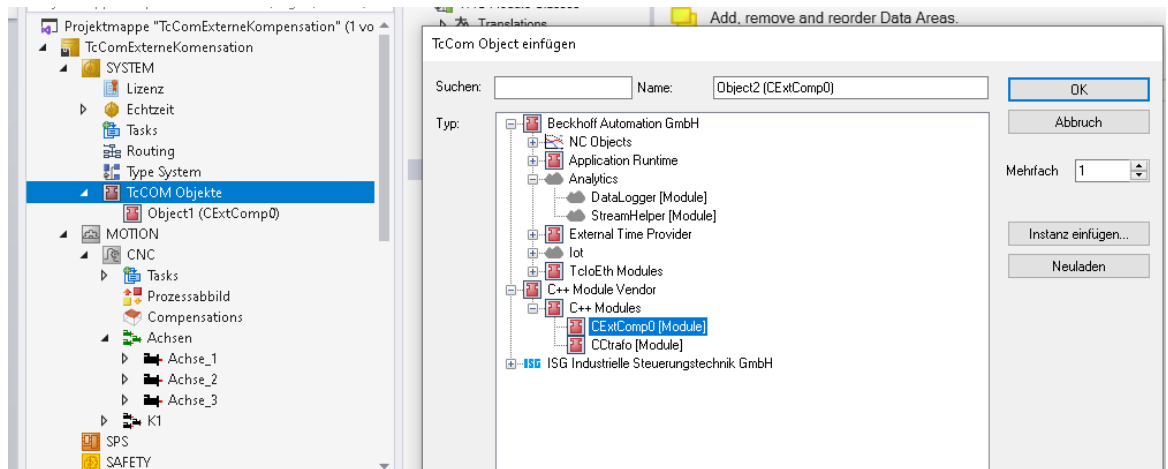 Projektmappe "TcComExterneKompensation" (1 vo
TcComExterneKomensation
SYSTEM
Lizenz
Echtzeit
Tasks
Routing
Type System
TcCOM Objekte
Object1 (CExtComp0)
MOTION
CNC
Tasks
Prozessabbild
Compensations
Achsen
Achse_1
Achse_2
Achse_3
K1
SPS
SAFETY
Translations
Add, remove and reorder Data Areas.
TcCom Object einfügen
Suchen:
Name:
Object2 (CExtComp0)
OK
Typ:
Abbruch
Mehrfach
1
Instanz einfügen...
Neuladen
Beckhoff Automation GmbH
NC Objects
Application Runtime
Analytics
DataLogger [Module]
StreamHelper [Module]
External Time Provider
Iot
TcIoEth Modules
C++ Module Vendor
C++ Modules
CExtComp0 [Module]
CCtrafo [Module]
ISG ISG Industrielle Steuerungstechnik GmbH